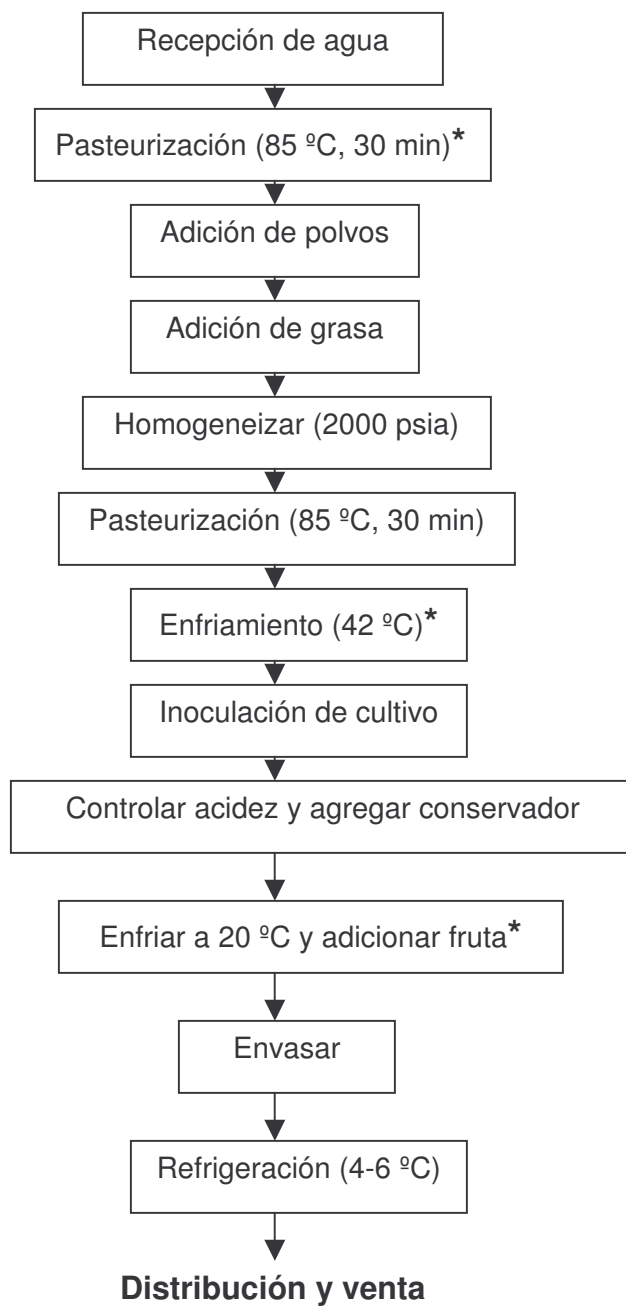 Recepción de agua
Pasteurización (85 ºC, 30 min)*
Adición de polvos
Adición de grasa
Homogeneizar (2000 psia)
Pasteurización (85 ºC, 30 min)
Enfriamiento (42 ºC)*
Inoculación de cultivo
Controlar acidez y agregar conservador
Enfriar a 20 ºC y adicionar fruta*
Envasar
Refrigeración (4-6 ºC)
Distribución y venta